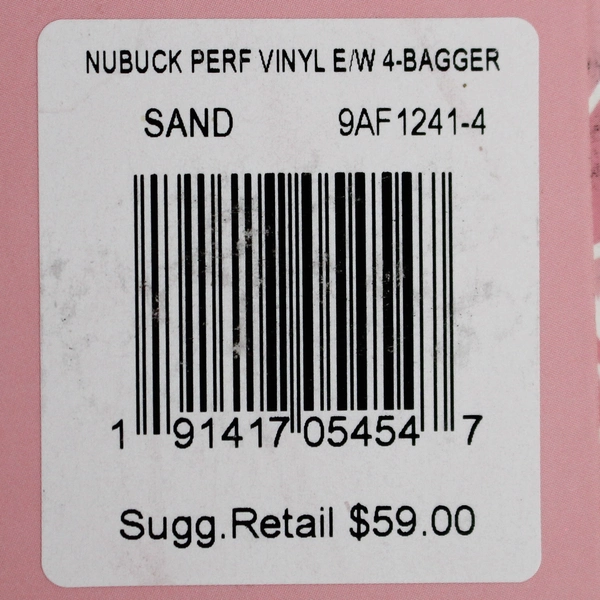 NUBUCK PERF VINYL E/W 4-BAGGER
SAND 9AF1241-4
1 91417 05454 7
Sugg.Retail $59.00